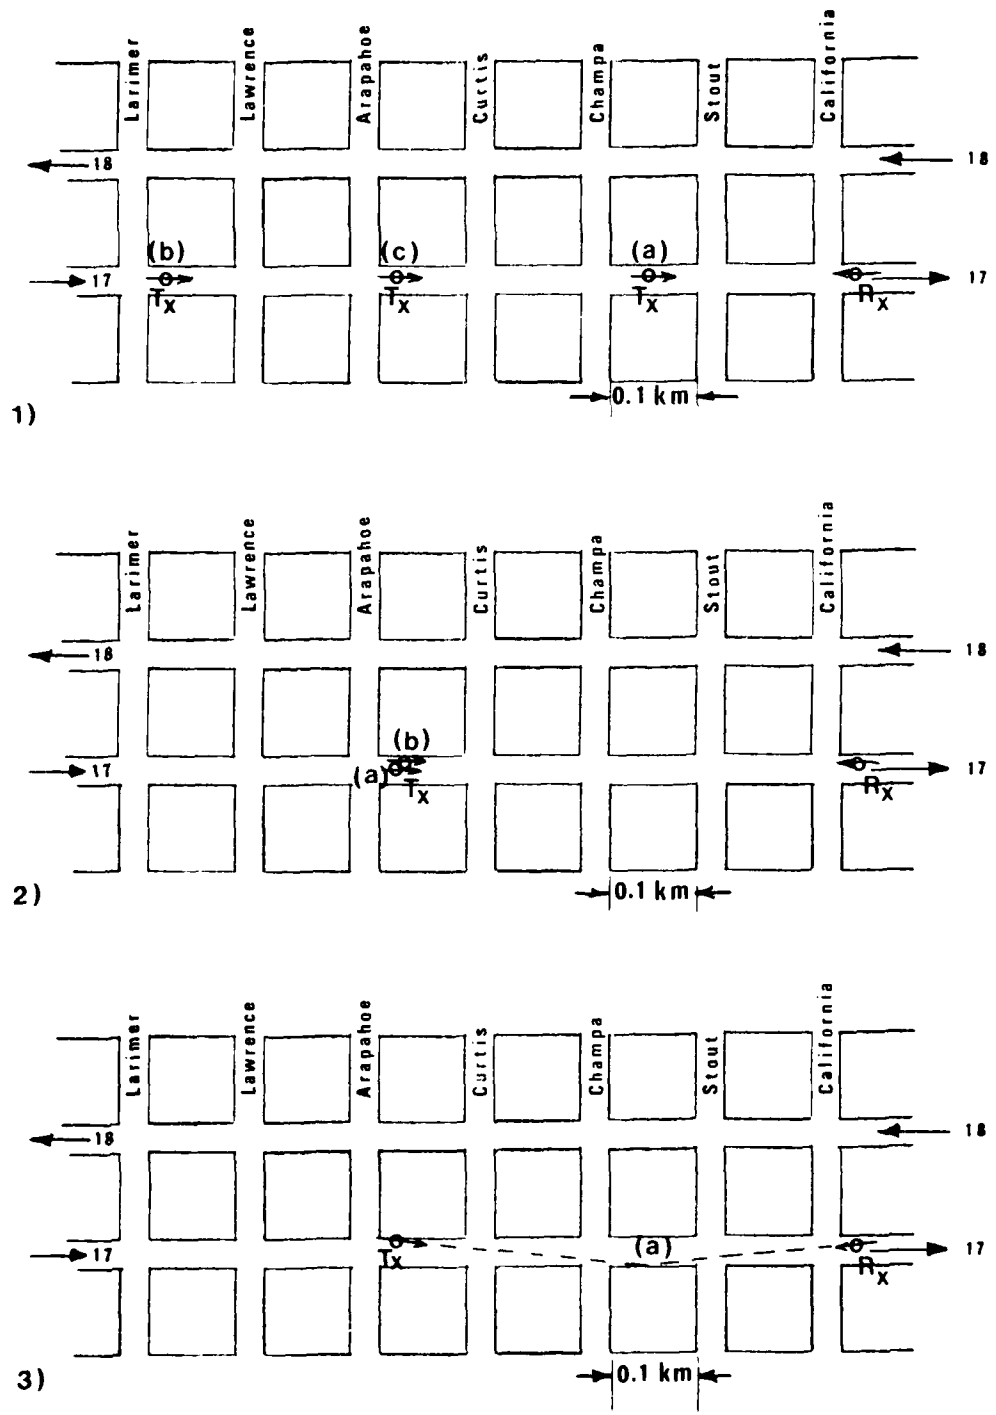 Larimer Lawrence Arapahoe Curtis Champa Stout California
18 18
(b) (c) (a)
17 17
Tx Tx Tx Rx
0.1 km
1)
Larimer Lawrence Arapahoe Curtis Champa Stout California
18 18
(b)
17 (a) 17
Tx Rx
0.1 km
2)
Larimer Lawrence Arapahoe Curtis Champa Stout California
18 18
(a)
17 17
Tx Rx
0.1 km
3)